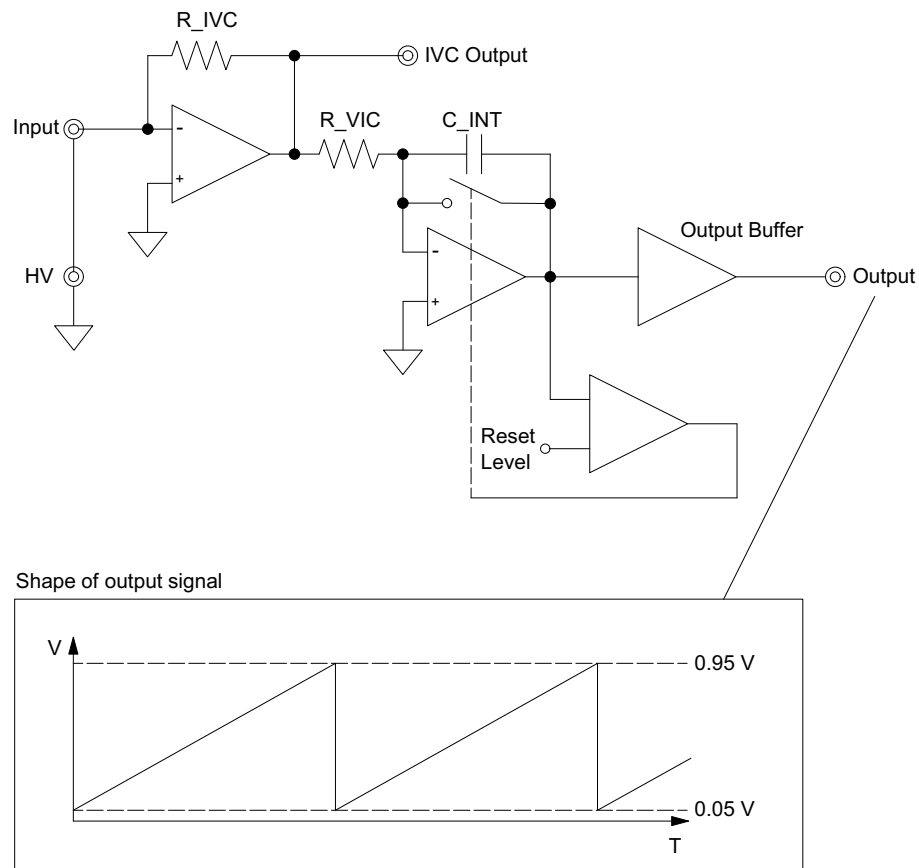 R_IVC
IVC Output
Input
-
+
R_VIC
C_INT
-
+
Output Buffer
HV
Output
Reset
Level
Shape of output signal
V
0.95 V
0.05 V
T